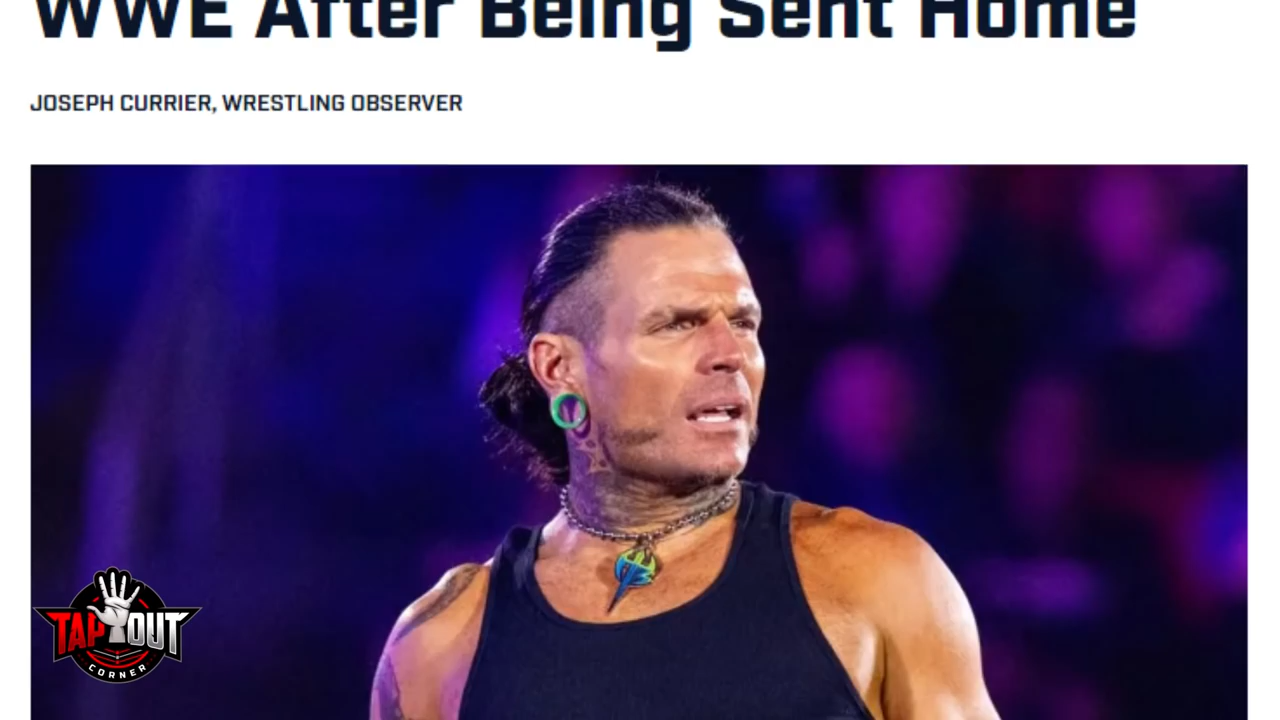 WWE After Being Sent Home
JOSEPH CURRIER, WRESTLING OBSERVER
TAP OUT
CORNER